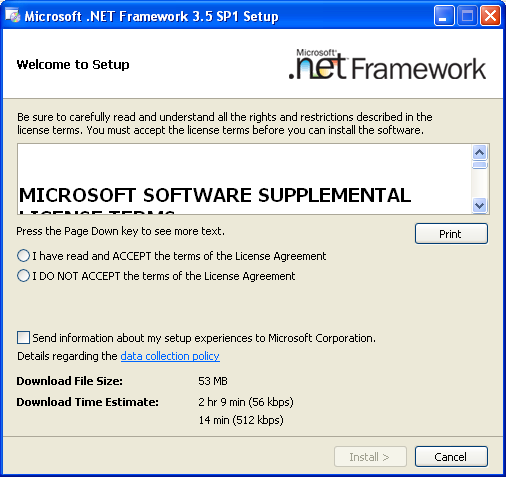 Microsoft .NET Framework 3.5 SP1 Setup
Welcome to Setup
Microsoft
.net Framework
Be sure to carefully read and understand all the rights and restrictions described in the
license terms. You must accept the license terms before you can install the software.
MICROSOFT SOFTWARE SUPPLEMENTAL
LICENSE TERMS
Press the Page Down key to see more text.
Print
I have read and ACCEPT the terms of the License Agreement
I DO NOT ACCEPT the terms of the License Agreement
Send information about my setup experiences to Microsoft Corporation.
Details regarding the data collection policy
Download File Size: 53 MB
Download Time Estimate: 2 hr 9 min (56 kbps)
14 min (512 kbps)
Install >
Cancel